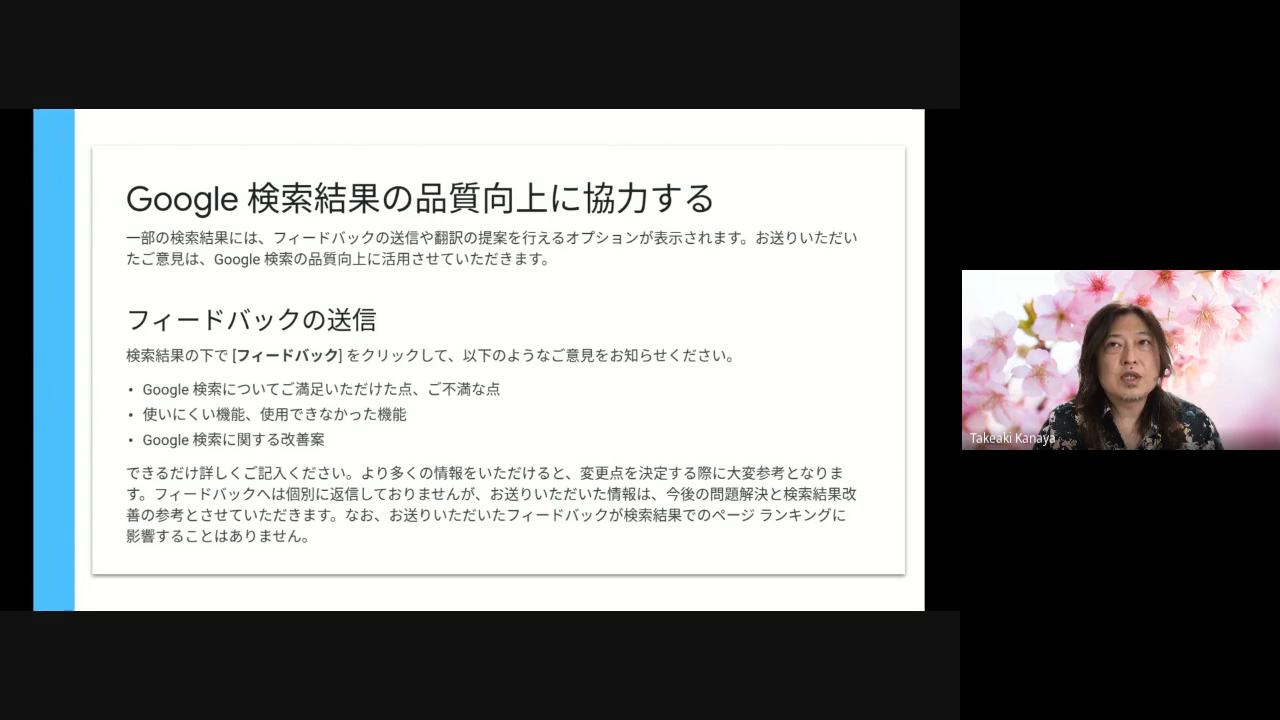 Google 検索結果の品質向上に協力する
一部の検索結果には、フィードバックの送信や翻訳の提案を行えるオプションが表示されます。お送りいただい
たご意見は、Google 検索の品質向上に活用させていただきます。
フィードバックの送信
検索結果の下で [フィードバック] をクリックして、以下のようなご意見をお知らせください。
• Google 検索についてご満足いただけた点、ご不満な点
• 使いにくい機能、使用できなかった機能
• Google 検索に関する改善案
できるだけ詳しくご記入ください。より多くの情報をいただけると、変更点を決定する際に大変参考となりま
す。フィードバックへは個別に返信しておりませんが、お送りいただいた情報は、今後の問題解決と検索結果改
善の参考とさせていただきます。なお、お送りいただいたフィードバックが検索結果でのページ ランキングに
影響することはありません。
Takeaki Kanaya